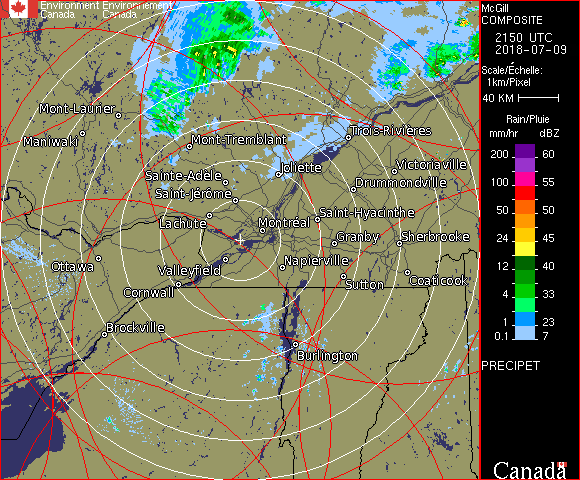 Environment Environnement
Canada Canada
McGill
COMPOSITE
2150 UTC
2018-07-09
Scale/Échelle:
1km/Pixel
40 KM
Rain/Pluie
mm/hr dBZ
200 60
100 55
50 50
24 45
12 40
4 33
1 23
0.1 7
PRECIPET
Canada
Mont-Laurier
Maniwaki
Mont-Tremblant
Trois-Rivières
Sainte-Adèle
Joliette
Victoriaville
Drummondville
Saint-Jérôme
Lachute
Montréal
Saint-Hyacinthe
Granby
Sherbrooke
Ottawa
Valleyfield
Napierville
Cornwall
Sutton
Coaticook
Brockville
Burlington